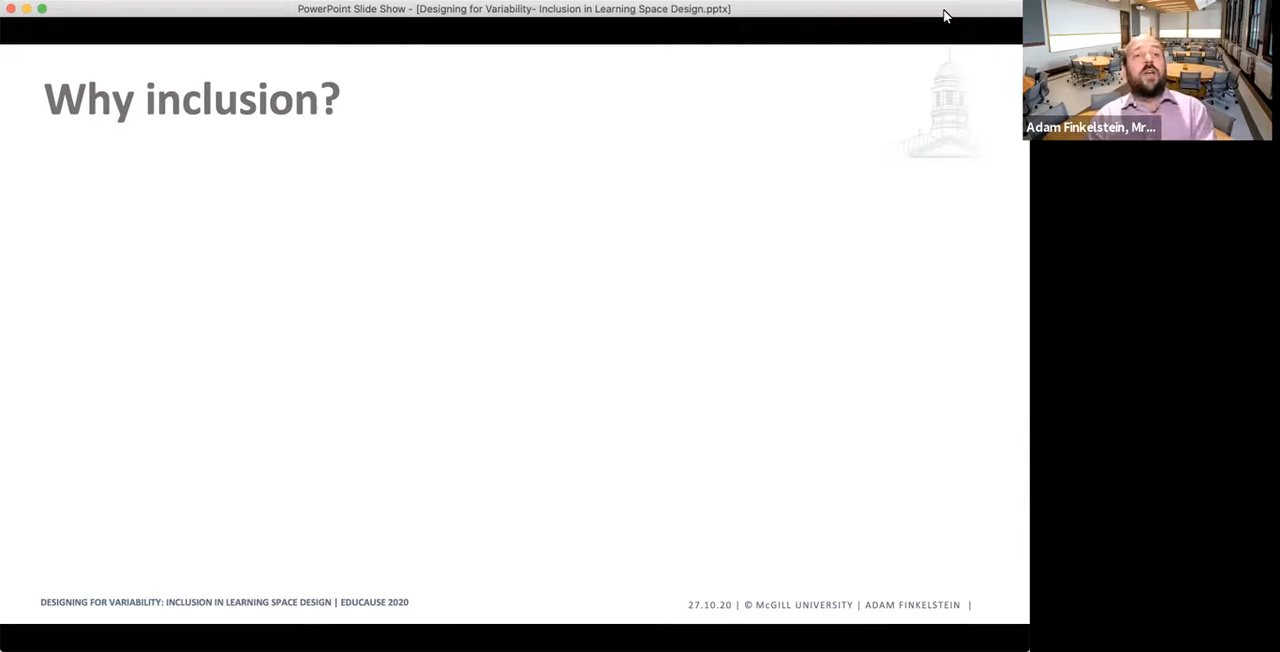 PowerPoint Slide Show - [Designing for Variability- Inclusion in Learning Space Design.pptx]
Why inclusion?
Adam Finkelstein, Mr...
DESIGNING FOR VARIABILITY: INCLUSION IN LEARNING SPACE DESIGN | EDUCAUSE 2020
27.10.20 | © McGILL UNIVERSITY | ADAM FINKELSTEIN |